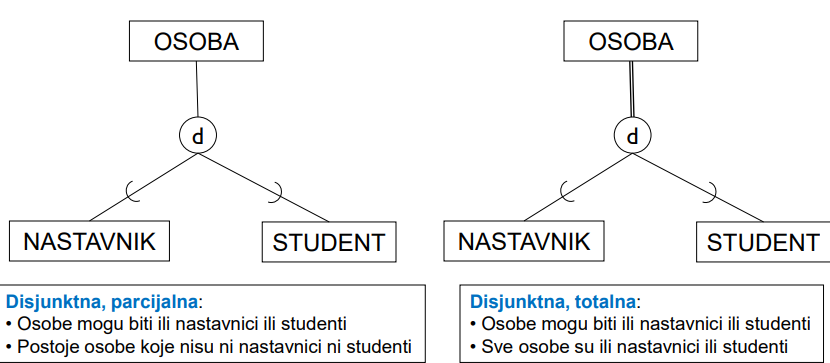 OSOBA
d
NASTAVNIK
STUDENT
Disjunktna, parcijalna:
• Osobe mogu biti ili nastavnici ili studenti
• Postoje osobe koje nisu ni nastavnici ni studenti
OSOBA
d
NASTAVNIK
STUDENT
Disjunktna, totalna:
• Osobe mogu biti ili nastavnici ili studenti
• Sve osobe su ili nastavnici ili studenti